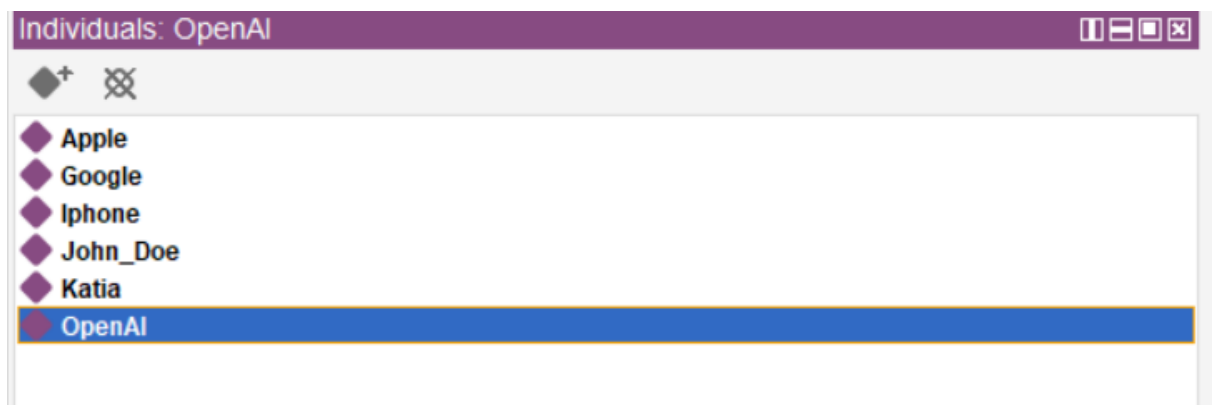 Individuals: OpenAI
Apple
Google
Iphone
John_Doe
Katia
OpenAI